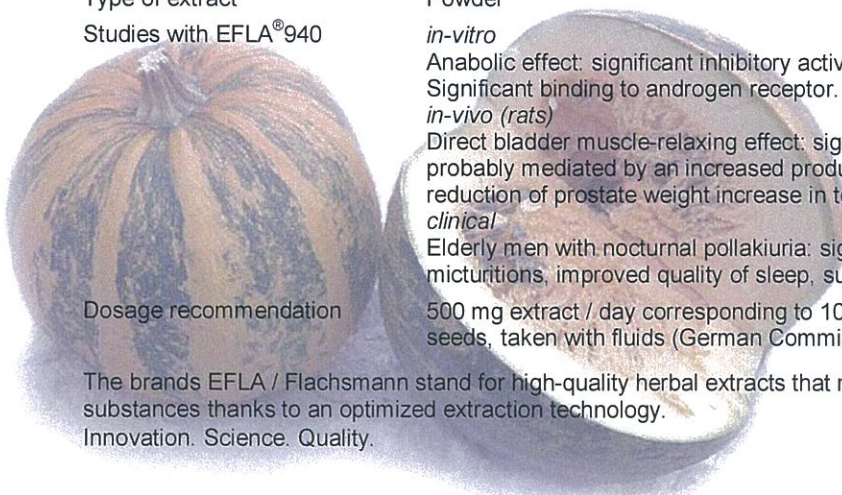 Type of extract Powder
Studies with EFLA®940 in-vitro
Anabolic effect: significant inhibitory activ
Significant binding to androgen receptor.
in-vivo (rats)
Direct bladder muscle-relaxing effect: sig
probably mediated by an increased produ
reduction of prostate weight increase in te
clinical
Elderly men with nocturnal pollakiuria: sig
micturitions, improved quality of sleep, su
Dosage recommendation 500 mg extract / day corresponding to 10
seeds, taken with fluids (German Commi
The brands EFLA / Flachsmann stand for high-quality herbal extracts that
substances thanks to an optimized extraction technology.
Innovation. Science. Quality.